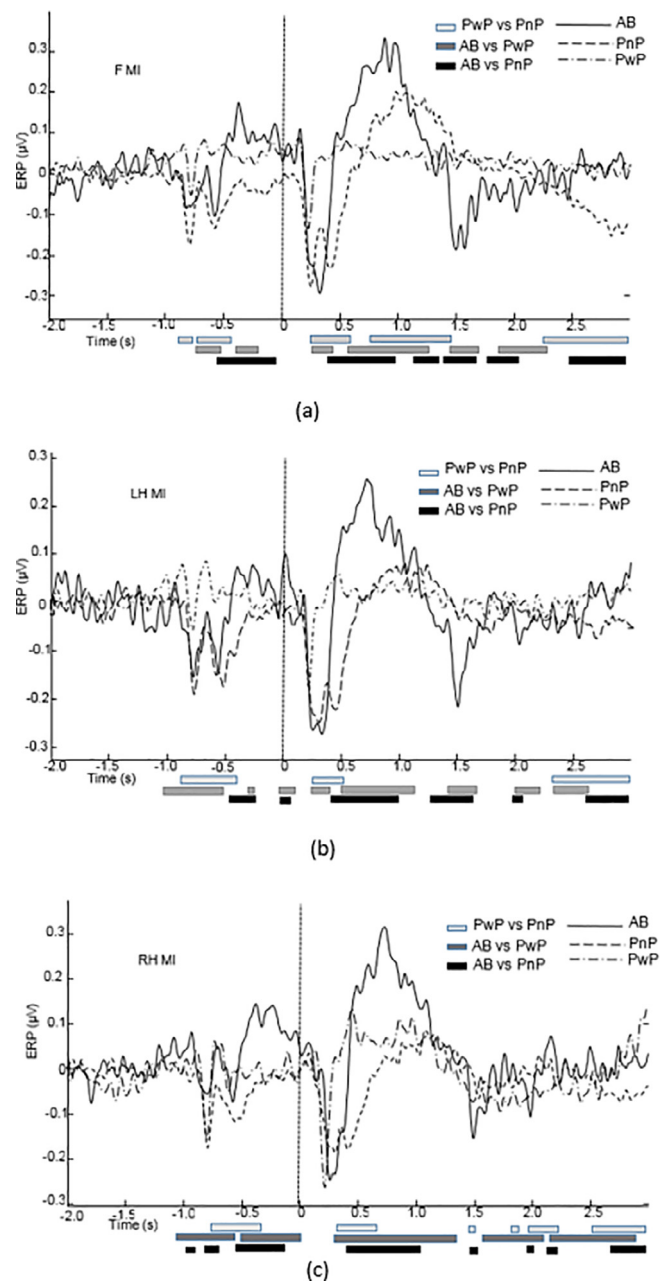 F MI
PwP vs PnP AB
AB vs PwP PnP
AB vs PnP PwP
ERP (µV)
0.3
0.2
0.1
0
-0.1
-0.2
-0.3
-2.0 -1.5 -1.0 -0.5 0 0.5 1.0 1.5 2.0 2.5
Time (s)
(a)
LH MI
PwP vs PnP AB
AB vs PwP PnP
AB vs PnP PwP
ERP (µV)
0.3
0.2
0.1
0
-0.1
-0.2
-0.3
-2.0 -1.5 -1.0 -0.5 0 0.5 1.0 1.5 2.0 2.5
Time (s)
(b)
RH MI
PwP vs PnP AB
AB vs PwP PnP
AB vs PnP PwP
ERP (µV)
0.3
0.2
0.1
0
-0.1
-0.2
-0.3
-2.0 -1.5 -1.0 -0.5 0 0.5 1.0 1.5 2.0 2.5
Time (s)
(c)